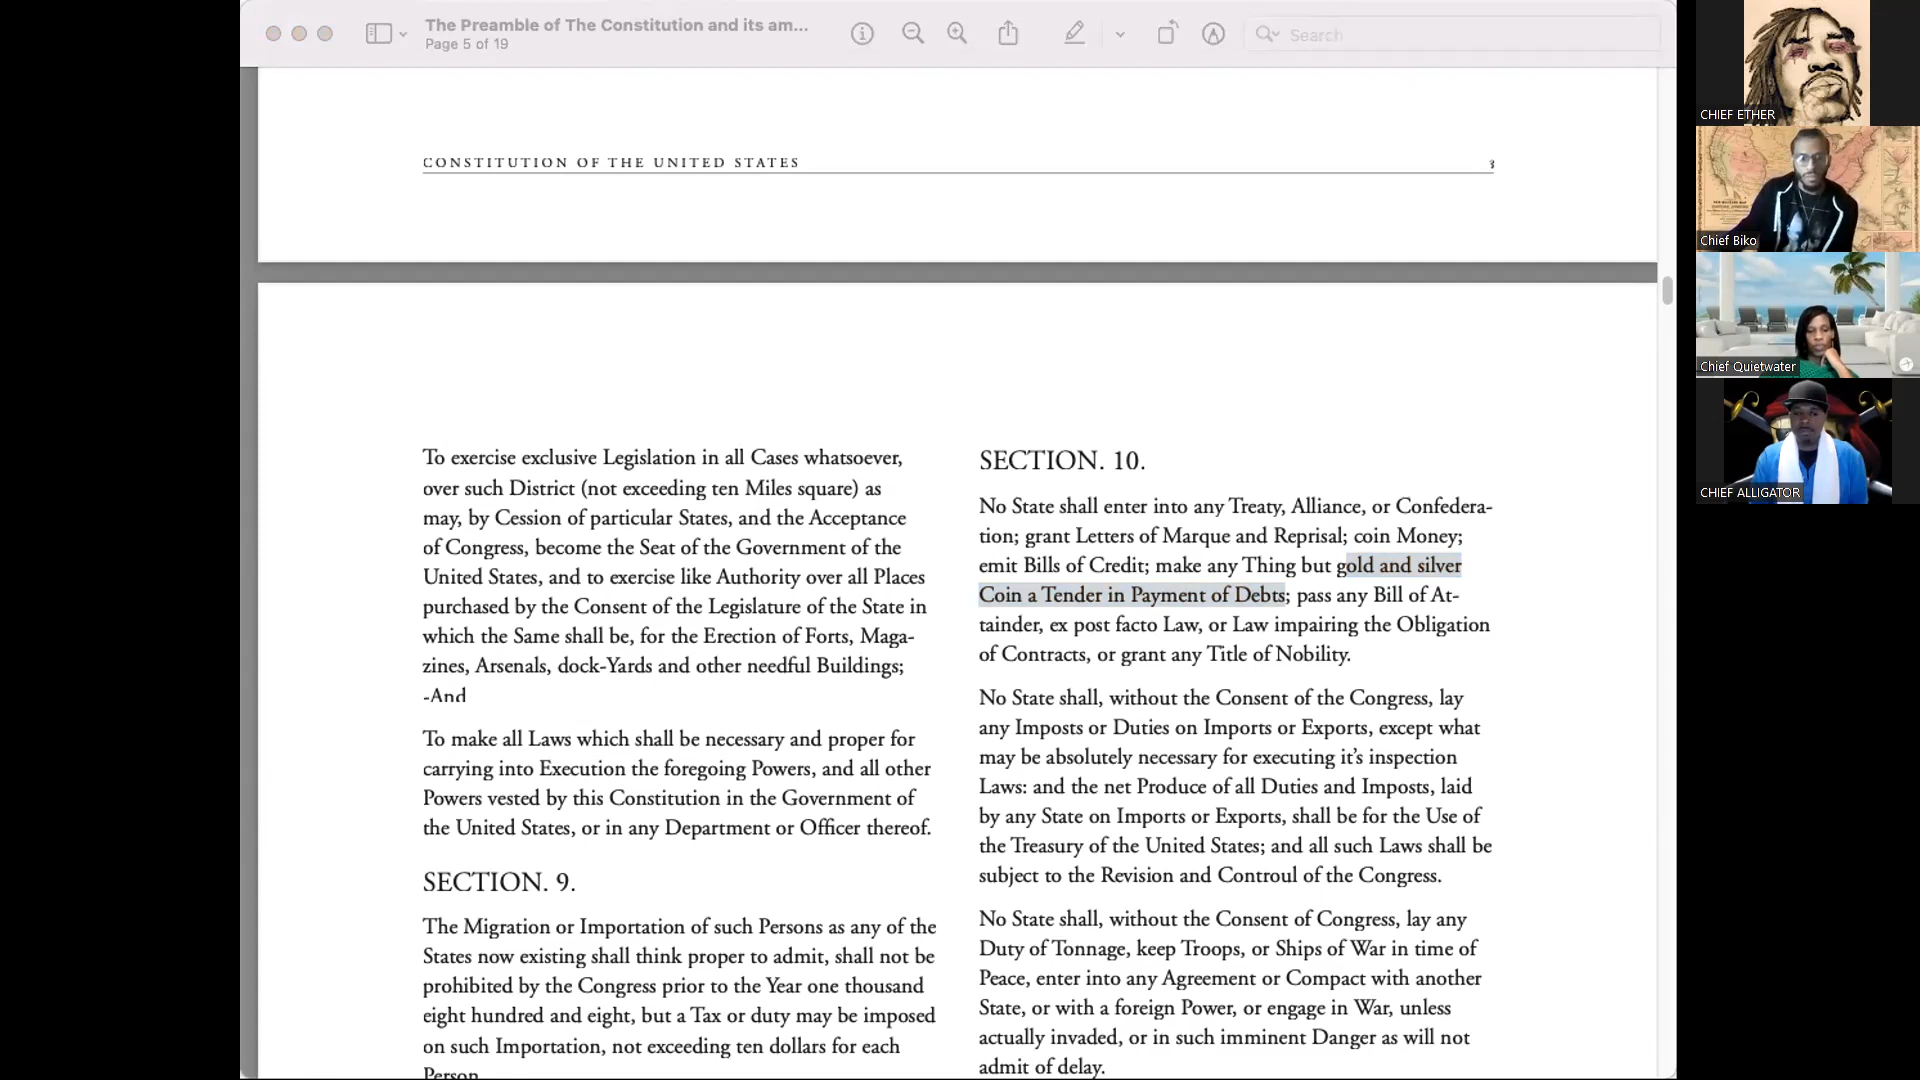 The Preamble of The Constitution and its am...
Page 5 of 19
Search
CONSTITUTION OF THE UNITED STATES
3
To exercise exclusive Legislation in all Cases whatsoever,
over such District (not exceeding ten Miles square) as
may, by Cession of particular States, and the Acceptance
of Congress, become the Seat of the Government of the
United States, and to exercise like Authority over all Places
purchased by the Consent of the Legislature of the State in
which the Same shall be, for the Erection of Forts, Maga-
zines, Arsenals, dock-Yards and other needful Buildings;
-And
To make all Laws which shall be necessary and proper for
carrying into Execution the foregoing Powers, and all other
Powers vested by this Constitution in the Government of
the United States, or in any Department or Officer thereof.
SECTION. 9.
The Migration or Importation of such Persons as any of the
States now existing shall think proper to admit, shall not be
prohibited by the Congress prior to the Year one thousand
eight hundred and eight, but a Tax or duty may be imposed
on such Importation, not exceeding ten dollars for each
Person
SECTION. 10.
No State shall enter into any Treaty, Alliance, or Confedera-
tion; grant Letters of Marque and Reprisal; coin Money;
emit Bills of Credit; make any Thing but gold and silver
Coin a Tender in Payment of Debts; pass any Bill of At-
tainder, ex post facto Law, or Law impairing the Obligation
of Contracts, or grant any Title of Nobility.
No State shall, without the Consent of the Congress, lay
any Imposts or Duties on Imports or Exports, except what
may be absolutely necessary for executing it's inspection
Laws: and the net Produce of all Duties and Imposts, laid
by any State on Imports or Exports, shall be for the Use of
the Treasury of the United States; and all such Laws shall be
subject to the Revision and Controul of the Congress.
No State shall, without the Consent of Congress, lay any
Duty of Tonnage, keep Troops, or Ships of War in time of
Peace, enter into any Agreement or Compact with another
State, or with a foreign Power, or engage in War, unless
actually invaded, or in such imminent Danger as will not
admit of delay.
CHIEF ETHER
Chief Biko
Chief Quietwater
CHIEF ALLIGATOR